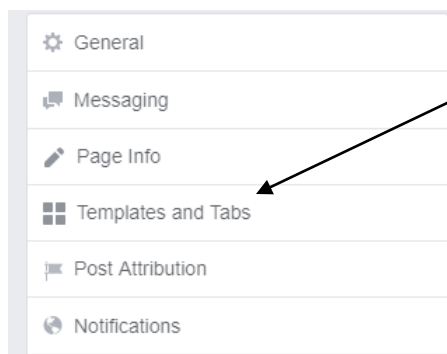 General
Messaging
Page Info
Templates and Tabs
Post Attribution
Notifications